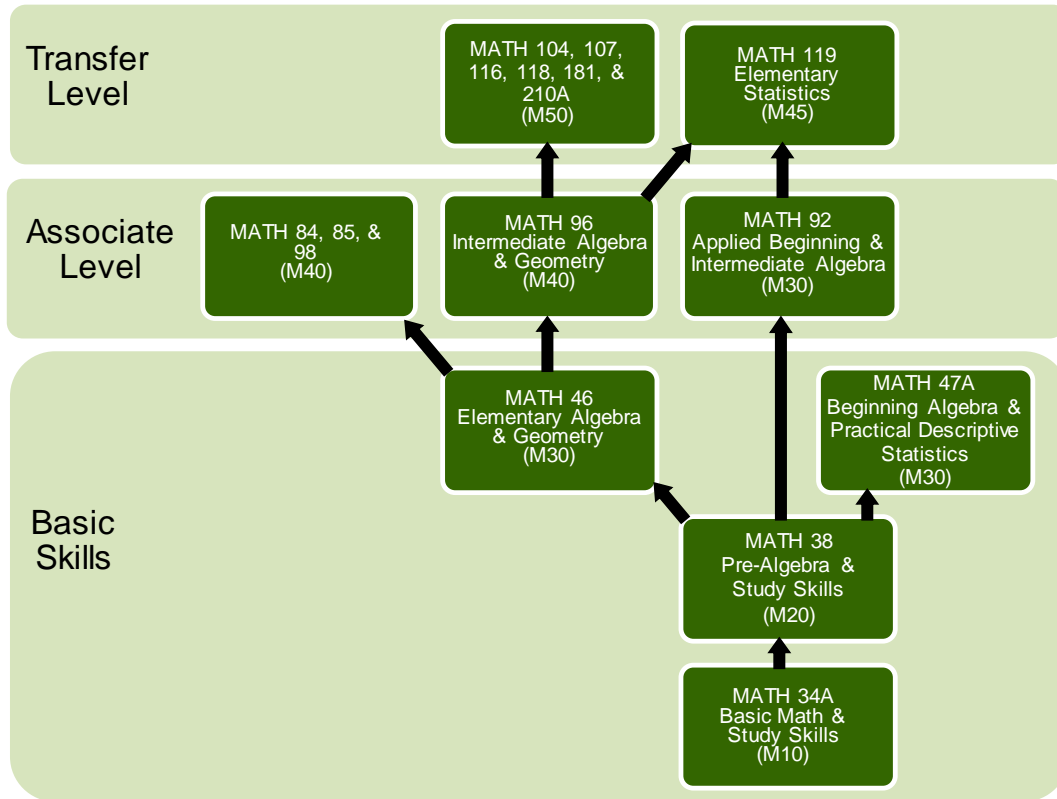 Transfer
Level
MATH 104, 107,
116, 118, 181, &
210A
(M50)
MATH 119
Elementary
Statistics
(M45)
Associate
Level
MATH 84, 85, &
98
(M40)
MATH 96
Intermediate Algebra
& Geometry
(M40)
MATH 92
Applied Beginning &
Intermediate Algebra
(M30)
Basic
Skills
MATH 46
Elementary Algebra
& Geometry
(M30)
MATH 47A
Beginning Algebra &
Practical Descriptive
Statistics
(M30)
MATH 38
Pre-Algebra &
Study Skills
(M20)
MATH 34A
Basic Math &
Study Skills
(M10)